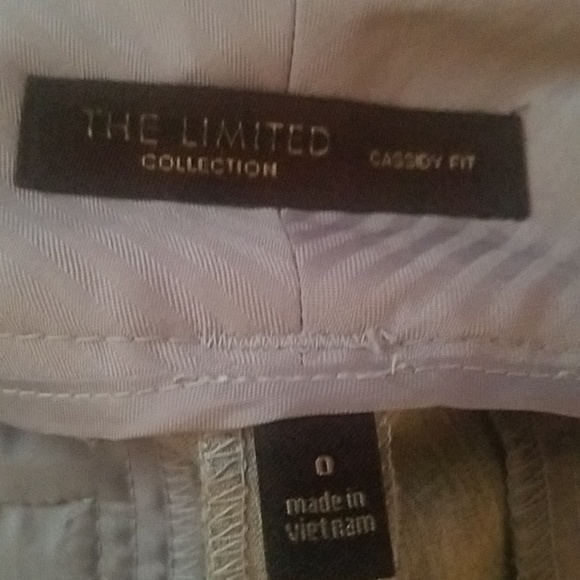 THE LIMITED
COLLECTION
CASSIDY FIT
0
made in
vietnam